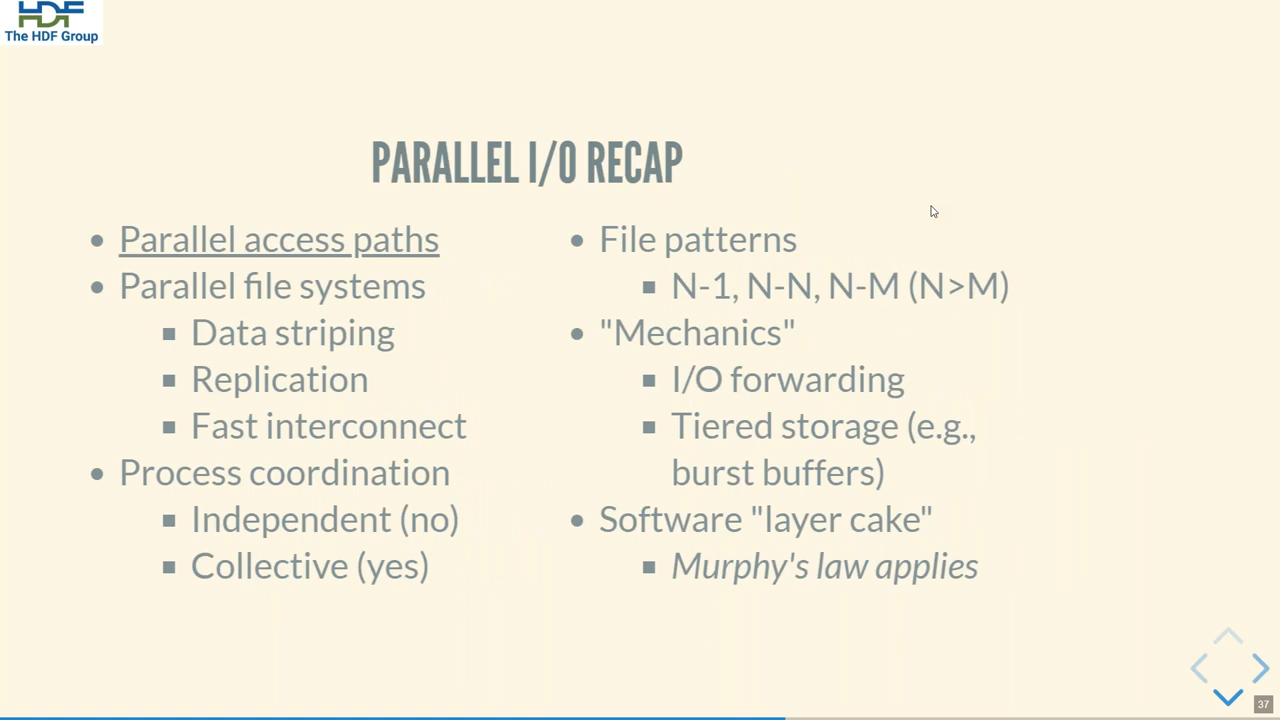 HDF
The HDF Group
PARALLEL I/O RECAP
Parallel access paths
Parallel file systems
Data striping
Replication
Fast interconnect
Process coordination
Independent (no)
Collective (yes)
File patterns
N-1, N-N, N-M (N>M)
"Mechanics"
I/O forwarding
Tiered storage (e.g.,
burst buffers)
Software "layer cake"
Murphy's law applies
37